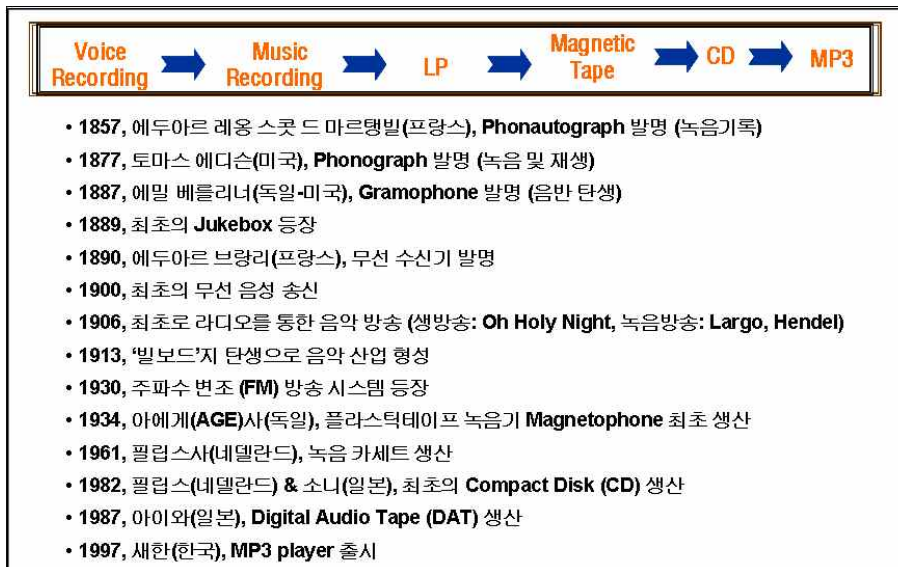 Voice Recording Music Recording LP Magnetic Tape CD MP3
• 1857, 에두아르 레옹 스콧 드 마르탱빌(프랑스), Phonautograph 발명 (녹음기록)
• 1877, 토마스 에디슨(미국), Phonograph 발명 (녹음 및 재생)
• 1887, 에밀 베를리너(독일-미국), Gramophone 발명 (음반 탄생)
• 1889, 최초의 Jukebox 등장
• 1890, 에두아르 브랑리(프랑스), 무선 수신기 발명
• 1900, 최초의 무선 음성 송신
• 1906, 최초로 라디오를 통한 음악 방송 (생방송: Oh Holy Night, 녹음방송: Largo, Hendel)
• 1913, ‘빌보드’지 탄생으로 음악 산업 형성
• 1930, 주파수 변조 (FM) 방송 시스템 등장
• 1934, 아에게(AGE)사(독일), 플라스틱테이프 녹음기 Magnetophone 최초 생산
• 1961, 필립스사(네델란드), 녹음 카세트 생산
• 1982, 필립스(네델란드) & 소니(일본), 최초의 Compact Disk (CD) 생산
• 1987, 아이와(일본), Digital Audio Tape (DAT) 생산
• 1997, 새한(한국), MP3 player 출시